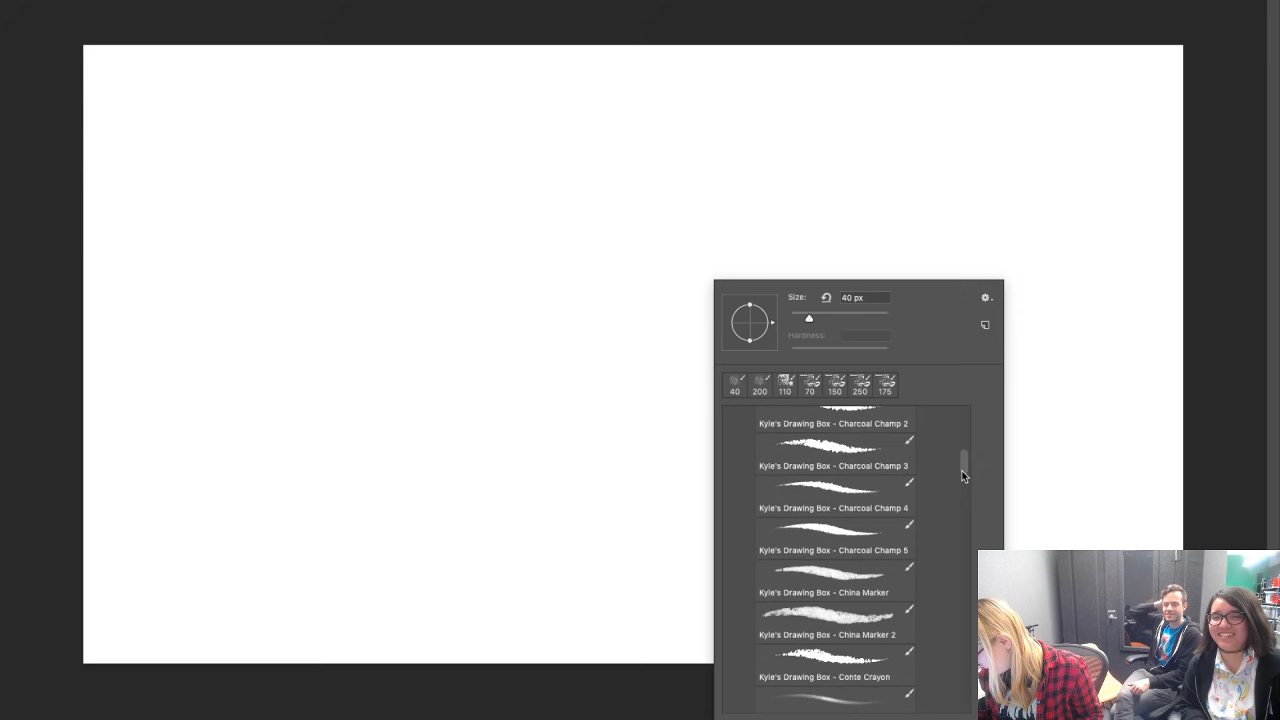 Size: 40 px
Hardness:
40 200 110 70 150 250 175
Kyle's Drawing Box - Charcoal Champ 2
Kyle's Drawing Box - Charcoal Champ 3
Kyle's Drawing Box - Charcoal Champ 4
Kyle's Drawing Box - Charcoal Champ 5
Kyle's Drawing Box - China Marker
Kyle's Drawing Box - China Marker 2
Kyle's Drawing Box - Conte Crayon